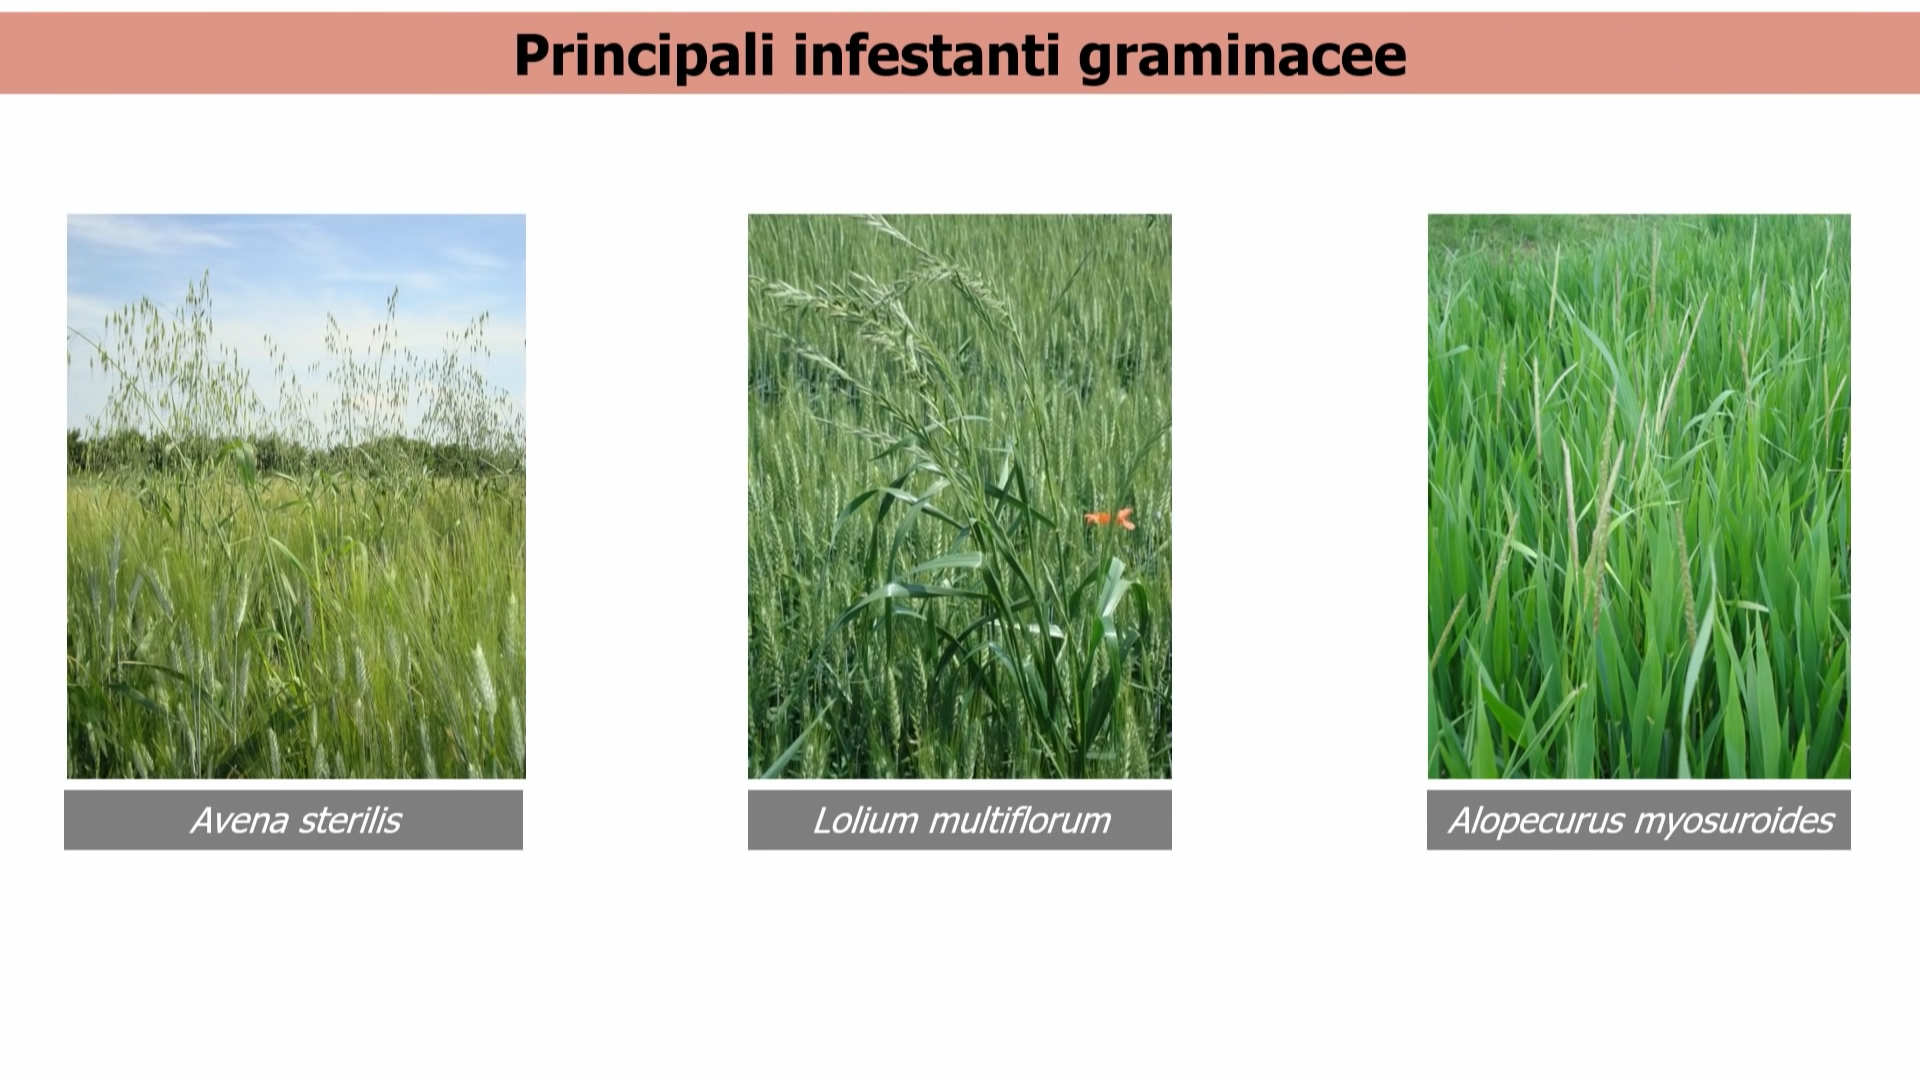 Principali infestanti graminacee
Avena sterilis
Lolium multiflorum
Alopecurus myosuroides